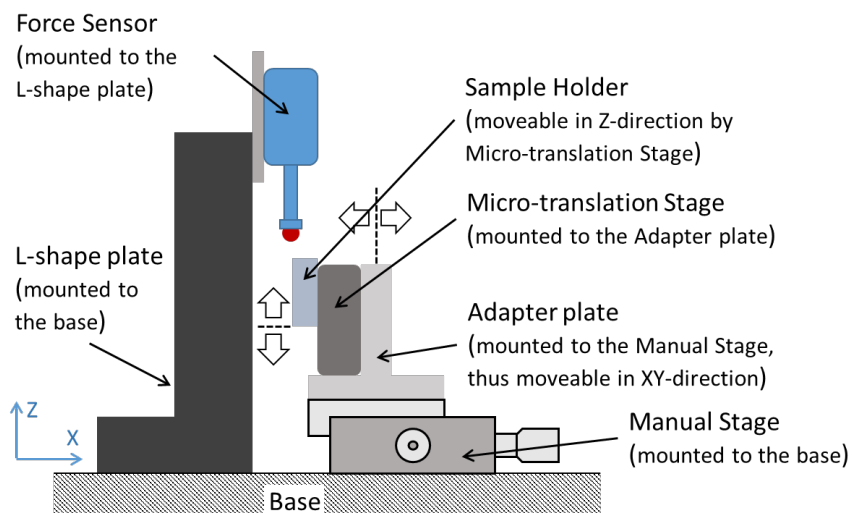 Force Sensor
(mounted to the
L-shape plate)
Sample Holder
(moveable in Z-direction by
Micro-translation Stage)
Micro-translation Stage
(mounted to the Adapter plate)
L-shape plate
(mounted to
the base)
Adapter plate
(mounted to the Manual Stage,
thus moveable in XY-direction)
Manual Stage
(mounted to the base)
Z
X
Base